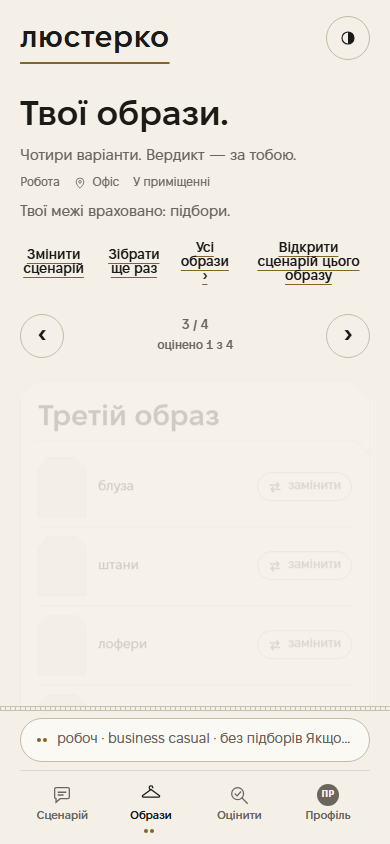 люстерко
Твої образи.
Чотири варіанти. Вердикт — за тобою.
Робота Офіс У приміщенні
Твої межі враховано: підбори.
Змінити
сценарій
Зібрати
ще раз
Усі
образи
›
Відкрити
сценарій цього
образу
‹
3 / 4
оцінено 1 з 4
›
Третій образ
блуза
замінити
штани
замінити
лофери
замінити
робоч · business casual · без підборів Якщо…
Сценарій
Образи
Оцінити
ПР
Профіль